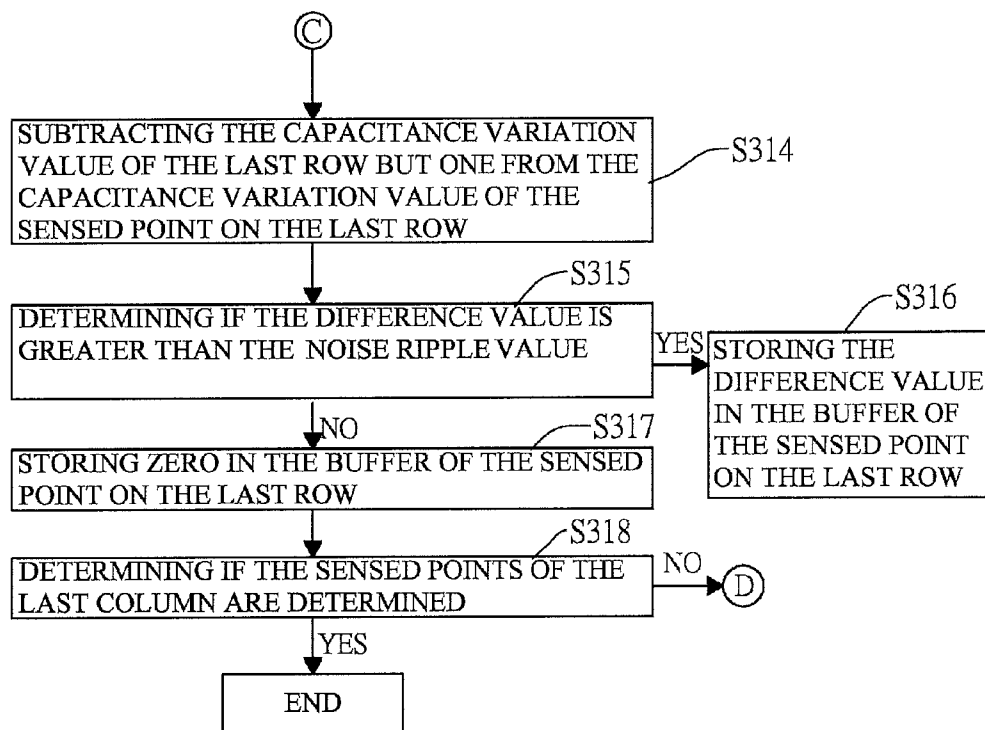 C
SUBTRACTING THE CAPACITANCE VARIATION
VALUE OF THE LAST ROW BUT ONE FROM THE
CAPACITANCE VARIATION VALUE OF THE
SENSED POINT ON THE LAST ROW
S314
S315
DETERMINING IF THE DIFFERENCE VALUE IS
GREATER THAN THE NOISE RIPPLE VALUE
YES
S316
STORING THE
DIFFERENCE VALUE
IN THE BUFFER OF
THE SENSED POINT
ON THE LAST ROW
NO
S317
STORING ZERO IN THE BUFFER OF THE SENSED
POINT ON THE LAST ROW
S318
DETERMINING IF THE SENSED POINTS OF THE
LAST COLUMN ARE DETERMINED
NO
D
YES
END